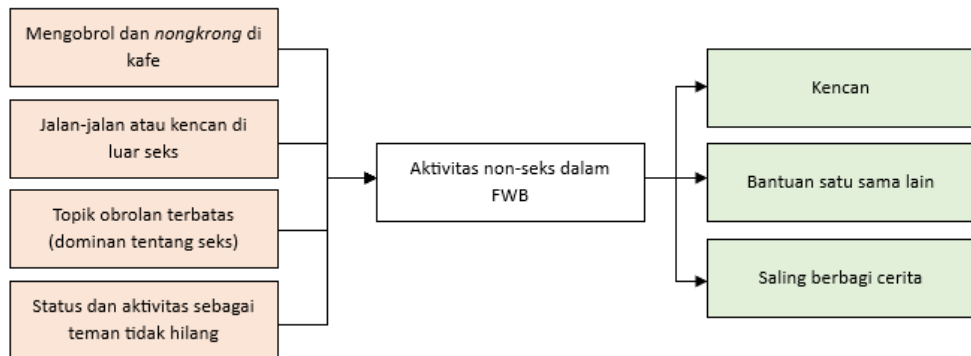 Mengobrol dan nongkrong di
kafe
Jalan-jalan atau kencan di
luar seks
Topik obrolan terbatas
(dominan tentang seks)
Status dan aktivitas sebagai
teman tidak hilang
Aktivitas non-seks dalam
FWB
Kencan
Bantuan satu sama lain
Saling berbagi cerita